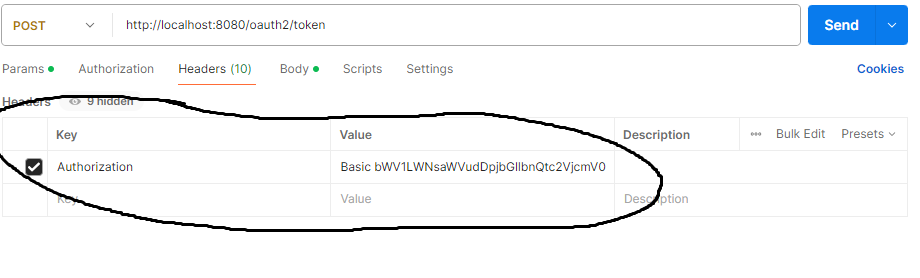 POST http://localhost:8080/oauth2/token Send
Params Authorization Headers (10) Body Scripts Settings Cookies
Headers 9 hidden
Key Value Description Bulk Edit Presets
Authorization Basic bWV1LWNsaWVudDpjbGllbnQtc2VjcmV0
Key Value Description